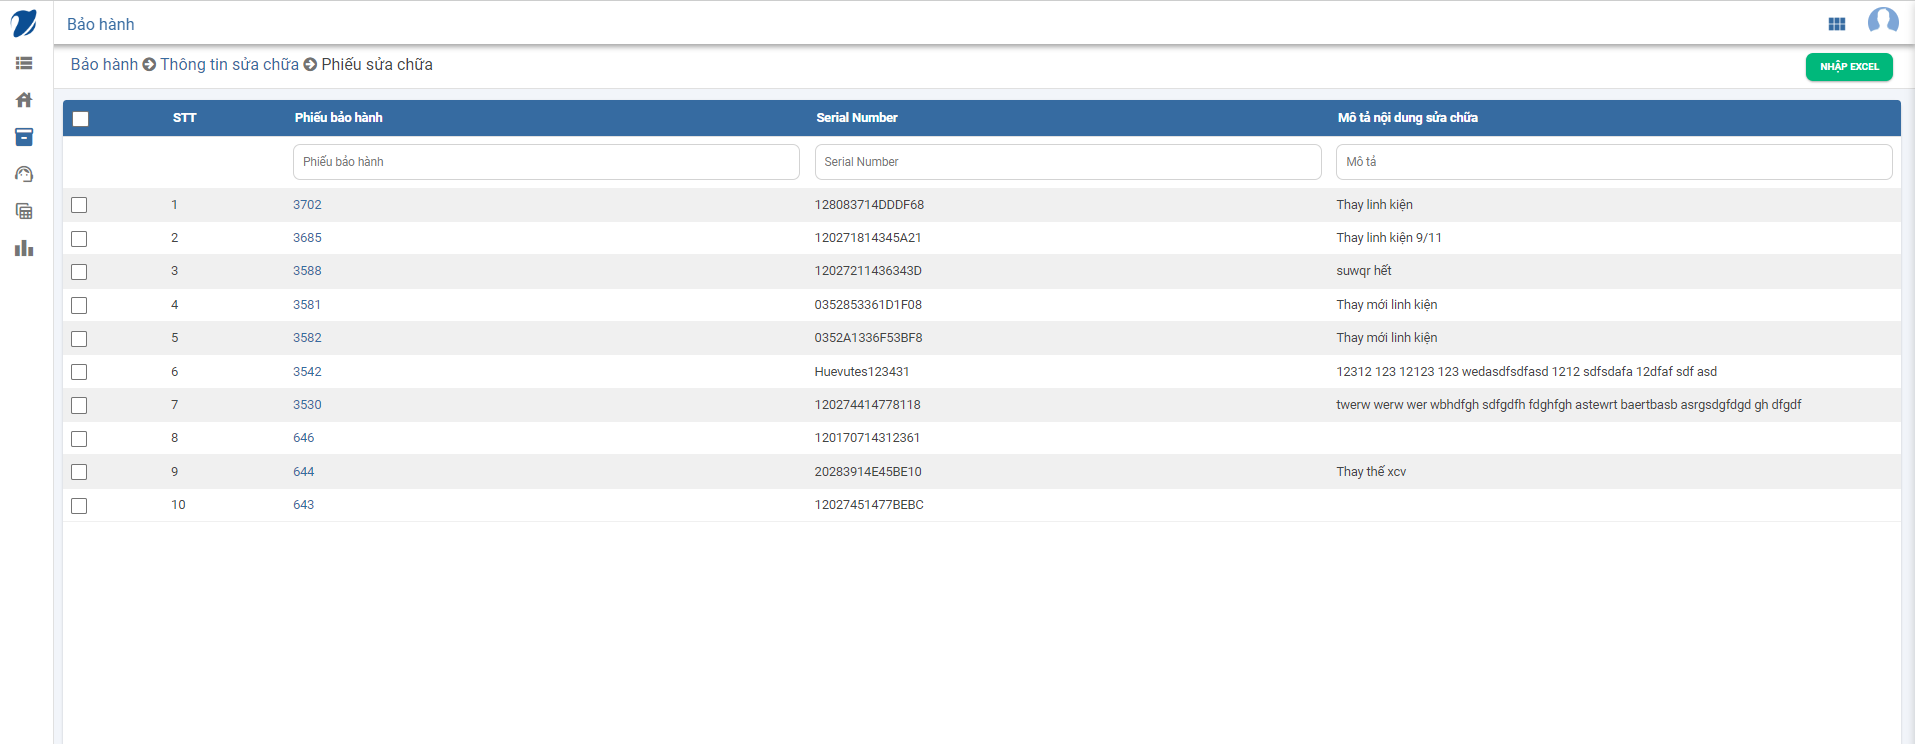 Bảo hành
Bảo hành Thông tin sửa chữa Phiếu sửa chữa
NHẬP EXCEL
STT Phiếu bảo hành Serial Number Mô tả nội dung sửa chữa
Phiếu bảo hành Serial Number Mô tả
1 3702 128083714DDDF68 Thay linh kiện
2 3685 120271814345A21 Thay linh kiện 9/11
3 3588 12027211436343D suwqr hết
4 3581 0352853361D1F08 Thay mới linh kiện
5 3582 0352A1336F53BF8 Thay mới linh kiện
6 3542 Huevutes123431 12312 123 12123 123 wedasdfsdfasd 1212 sdfsdafa 12dfaf sdf asd
7 3530 120274414778118 twerw werw wer wbhdfgh sdfgdfh fdghfgh astewrt baertbasb asrgsdgfdgd gh dfgdf
8 646 120170714312361
9 644 20283914E45BE10 Thay thế xcv
10 643 12027451477BEBC